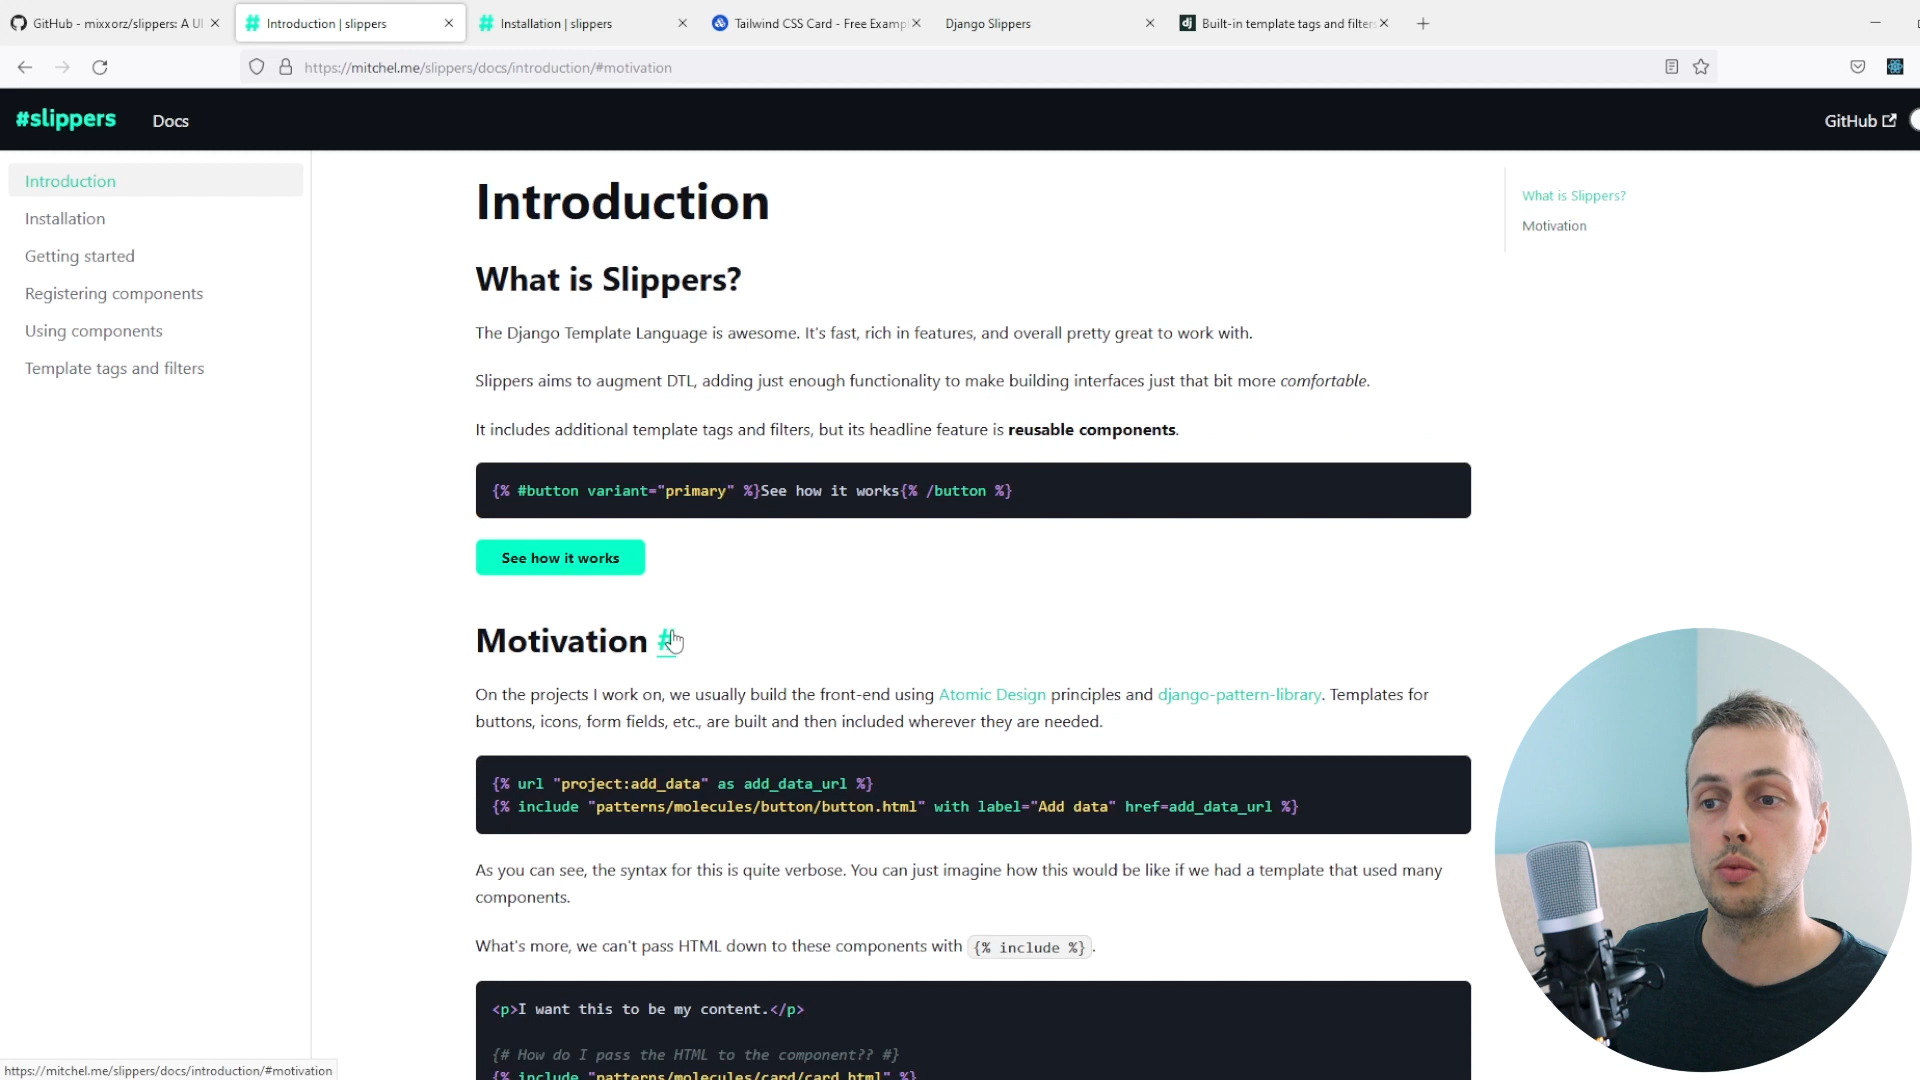 GitHub - mixxorz/slippers: A UI
Introduction | slippers
Installation | slippers
Tailwind CSS Card - Free Exampl
Django Slippers
Built-in template tags and filters
https://mitchel.me/slippers/docs/introduction/#motivation
#slippers
Docs
GitHub
Introduction
Installation
Getting started
Registering components
Using components
Template tags and filters
Introduction
What is Slippers?
The Django Template Language is awesome. It's fast, rich in features, and overall pretty great to work with.
Slippers aims to augment DTL, adding just enough functionality to make building interfaces just that bit more comfortable.
It includes additional template tags and filters, but its headline feature is reusable components.
{% #button variant="primary" %}See how it works{% /button %}
See how it works
Motivation #
On the projects I work on, we usually build the front-end using Atomic Design principles and django-pattern-library. Templates for
buttons, icons, form fields, etc., are built and then included wherever they are needed.
{% url "project:add_data" as add_data_url %}
{% include "patterns/molecules/button/button.html" with label="Add data" href=add_data_url %}
As you can see, the syntax for this is quite verbose. You can just imagine how this would be like if we had a template that used many
components.
What's more, we can't pass HTML down to these components with {% include %}.
<p>I want this to be my content.</p>
{# How do I pass the HTML to the component?? #}
{% include "patterns/molecules/card/card.html" %}
What is Slippers?
Motivation
https://mitchel.me/slippers/docs/introduction/#motivation